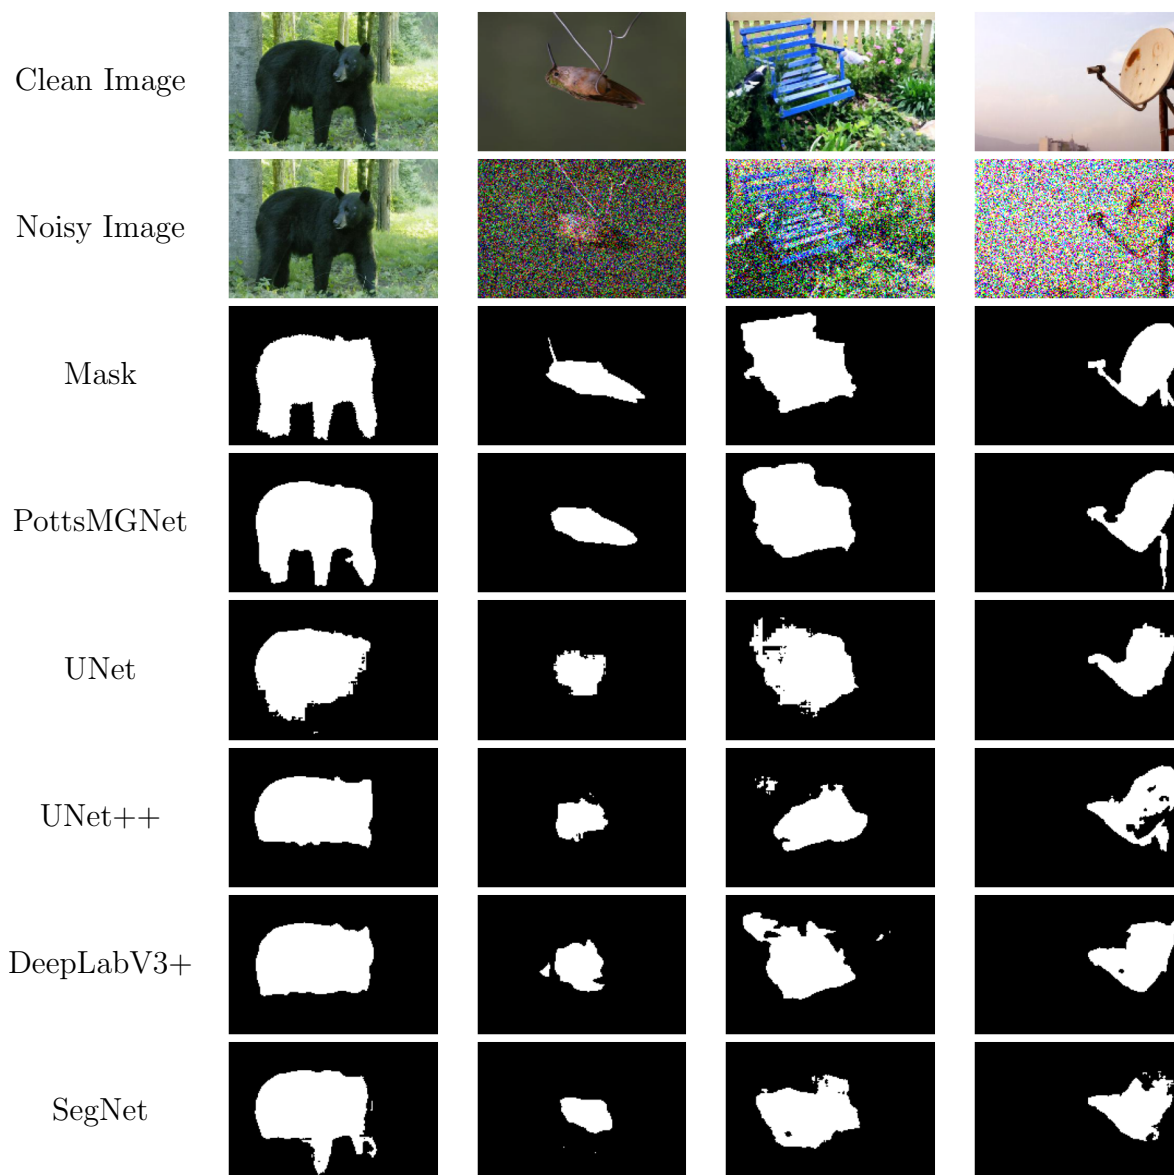 Clean Image
Noisy Image
Mask
PottsMGNet
UNet
UNet++
DeepLabV3+
SegNet